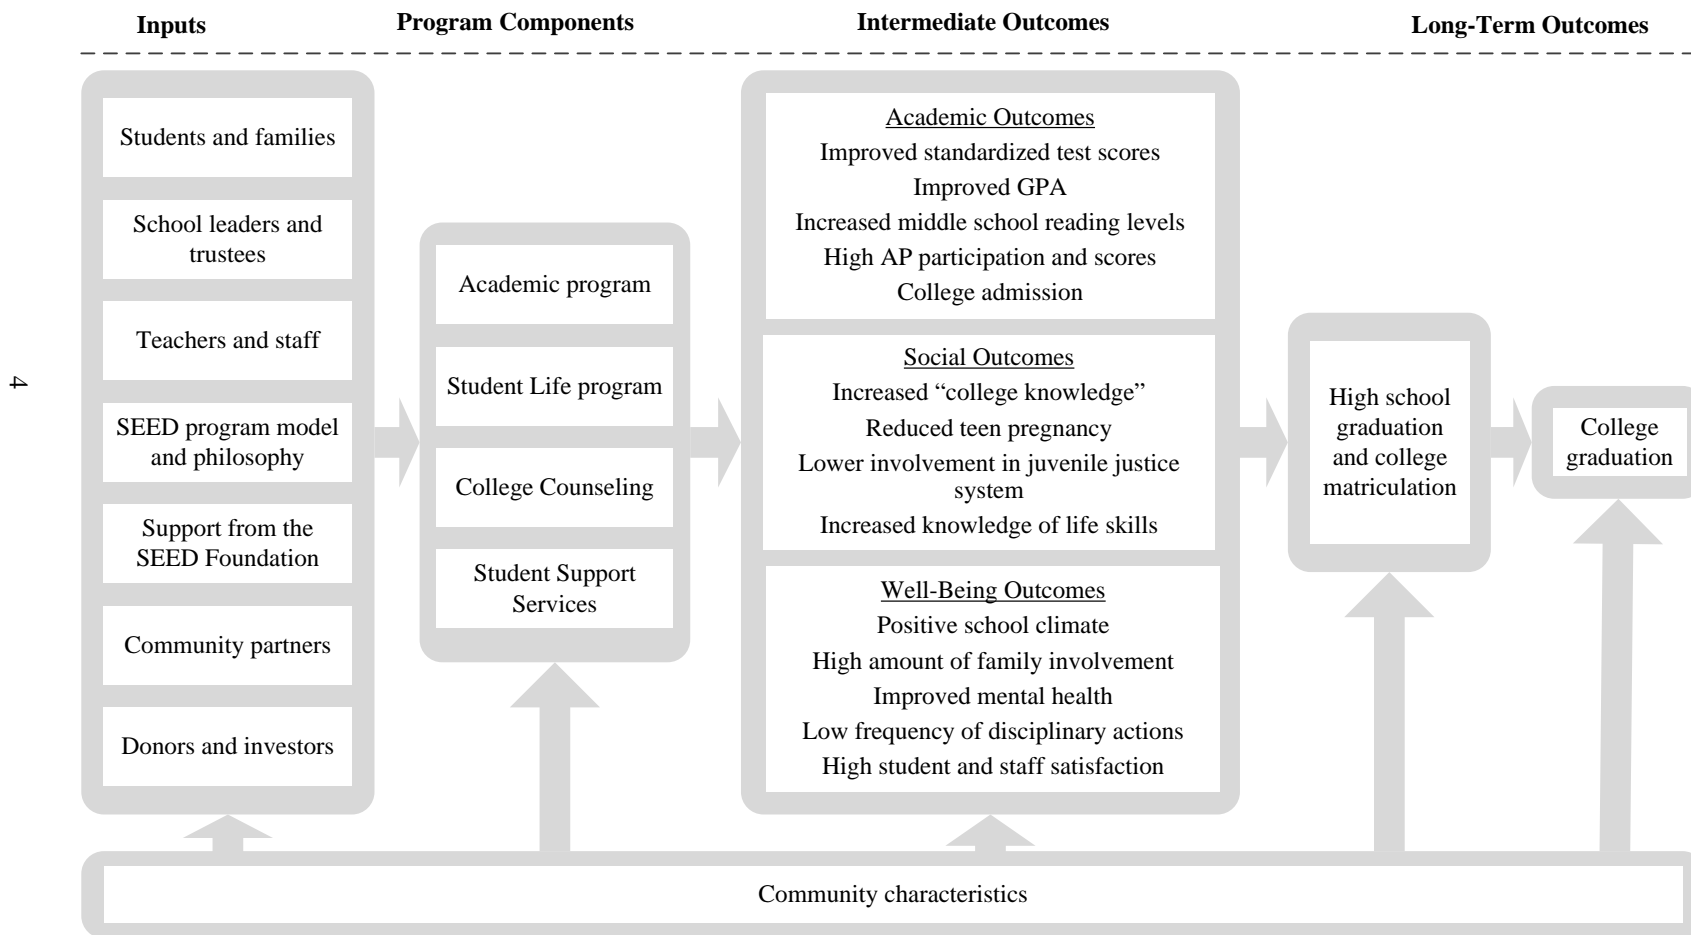 Inputs
Program Components
Intermediate Outcomes
Long-Term Outcomes
Students and families
School leaders and
trustees
Teachers and staff
SEED program model
and philosophy
Support from the
SEED Foundation
Community partners
Donors and investors
Academic program
Student Life program
College Counseling
Student Support
Services
Academic Outcomes
Improved standardized test scores
Improved GPA
Increased middle school reading levels
High AP participation and scores
College admission
Social Outcomes
Increased “college knowledge”
Reduced teen pregnancy
Lower involvement in juvenile justice
system
Increased knowledge of life skills
Well-Being Outcomes
Positive school climate
High amount of family involvement
Improved mental health
Low frequency of disciplinary actions
High student and staff satisfaction
High school
graduation
and college
matriculation
College
graduation
Community characteristics
4